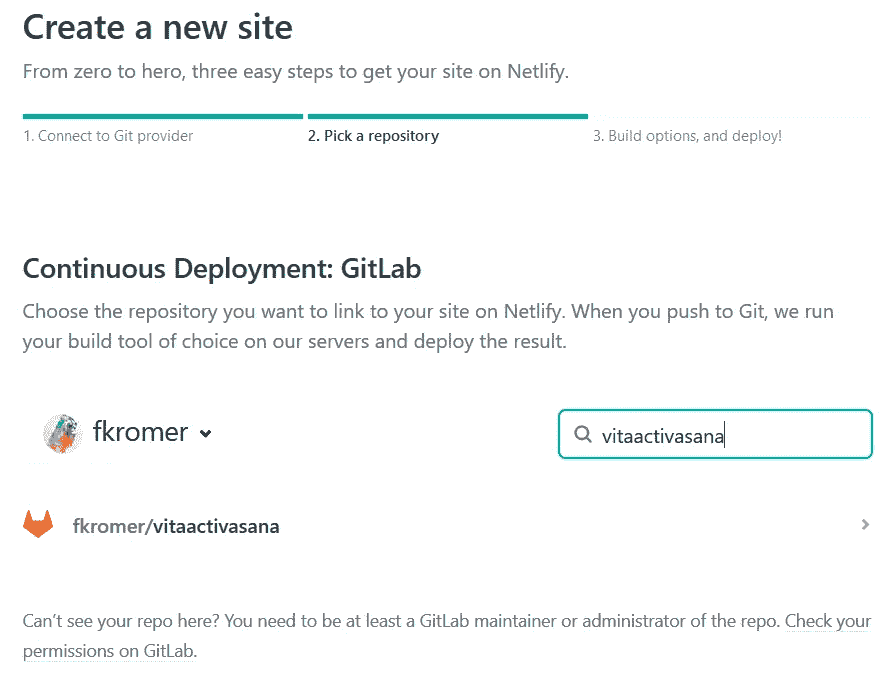 Create a new site
From zero to hero, three easy steps to get your site on Netlify.
1. Connect to Git provider
2. Pick a repository
3. Build options, and deploy!
Continuous Deployment: GitLab
Choose the repository you want to link to your site on Netlify. When you push to Git, we run
your build tool of choice on our servers and deploy the result.
fkromer
vitaactivasana
fkromer/vitaactivasana
Can’t see your repo here? You need to be at least a GitLab maintainer or administrator of the repo. Check your
permissions on GitLab.